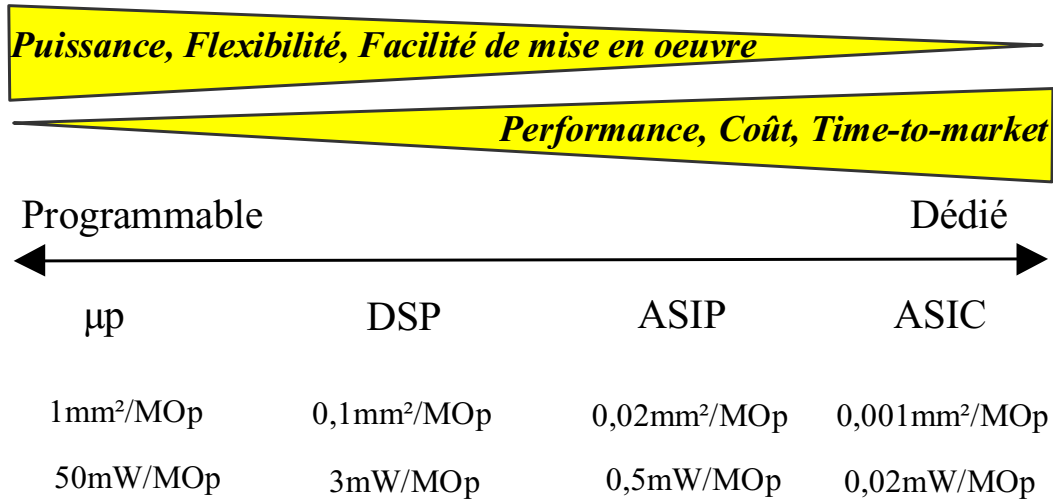 Puissance, Flexibilité, Facilité de mise en oeuvre
Performance, Coût, Time-to-market
Programmable Dédié
μp DSP ASIP ASIC
1mm²/MOp 0,1mm²/MOp 0,02mm²/MOp 0,001mm²/MOp
50mW/MOp 3mW/MOp 0,5mW/MOp 0,02mW/MOp